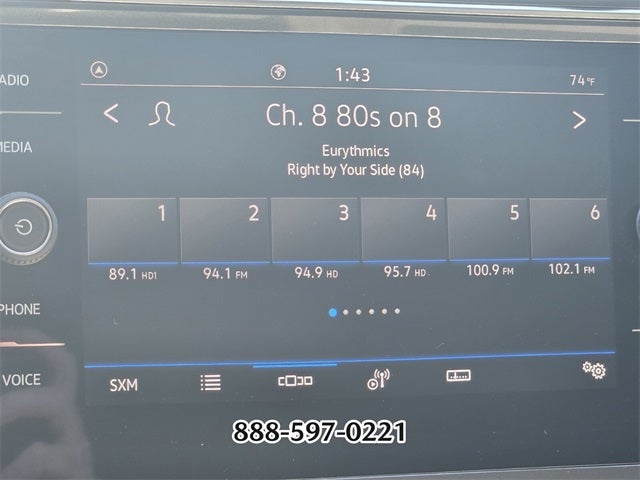 1:43
74°F
RADIO
Ch. 8 80s on 8
MEDIA
Eurythmics
Right by Your Side (84)
1 2 3 4 5 6
89.1 HD1 94.1 FM 94.9 HD 95.7 HD 100.9 FM 102.1 FM
PHONE
VOICE
SXM
888-597-0221